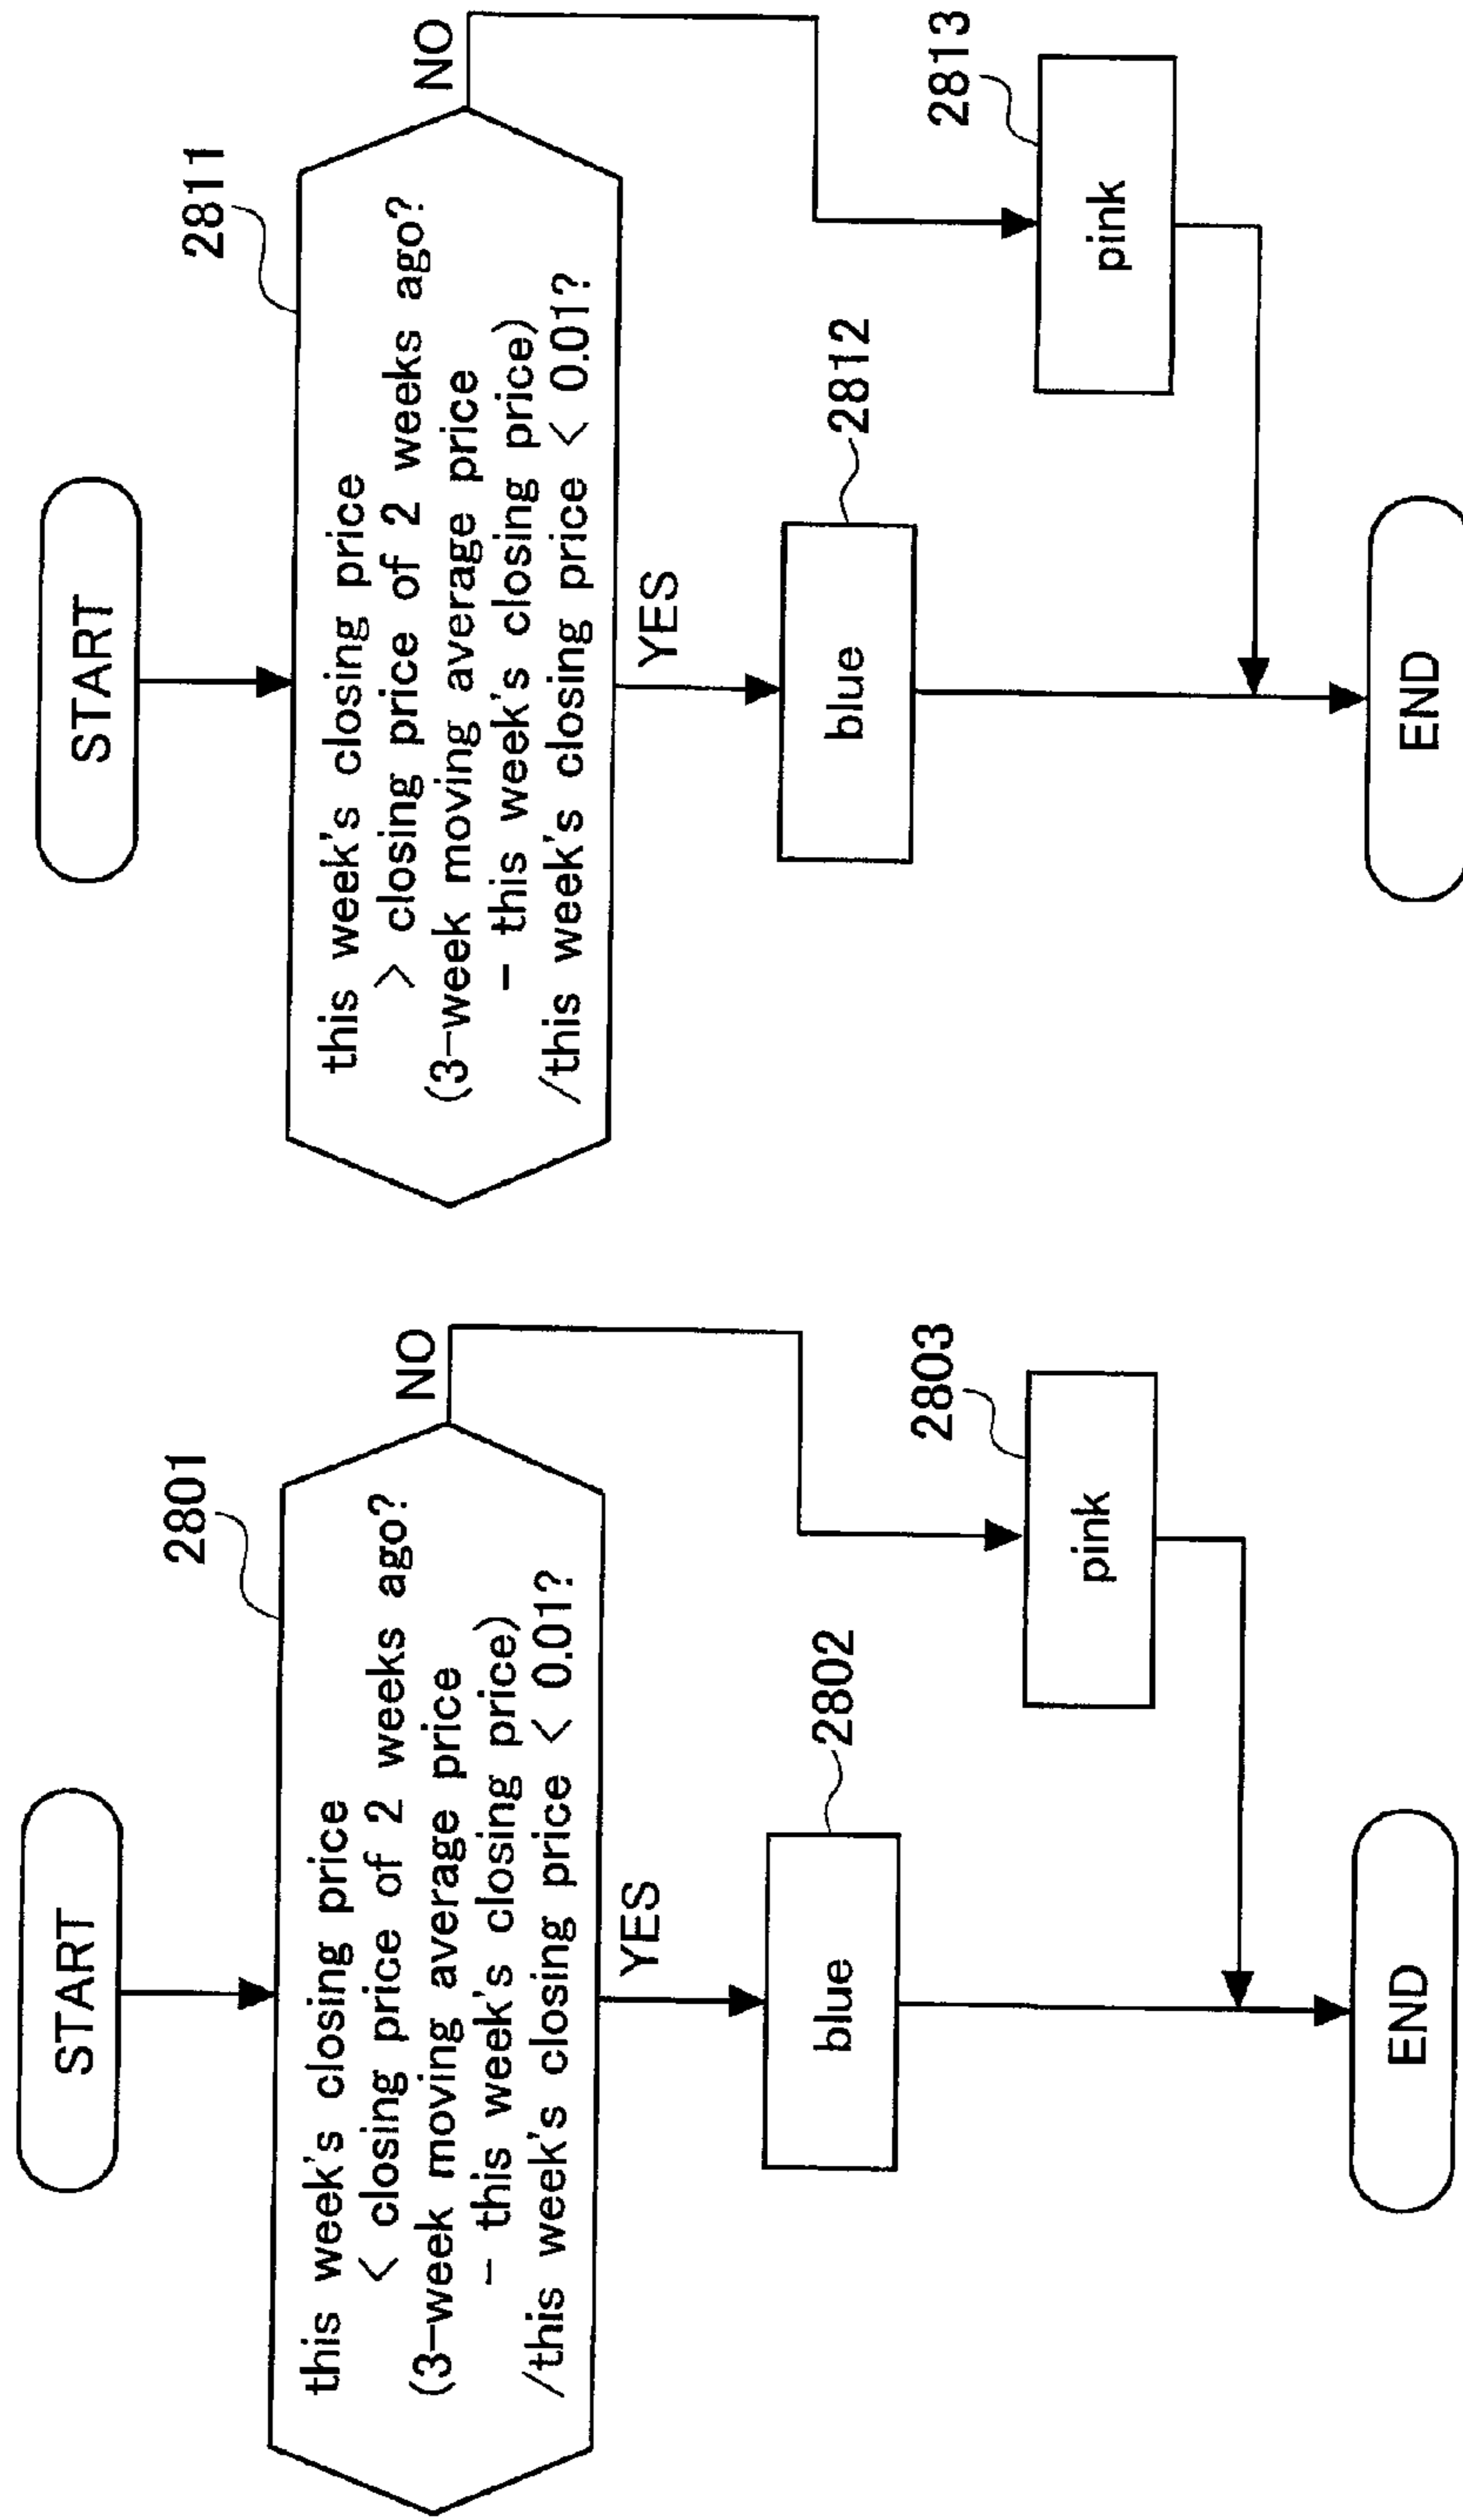 START
2801
this week's closing price
< closing price of 2 weeks ago?
(3-week moving average price
- this week's closing price)
/this week's closing price < 0.01?
NO
YES
2802
blue
2803
pink
END
START
2811
this week's closing price
> closing price of 2 weeks ago?
(3-week moving average price
- this week's closing price)
/this week's closing price < 0.01?
NO
YES
2812
blue
2813
pink
END